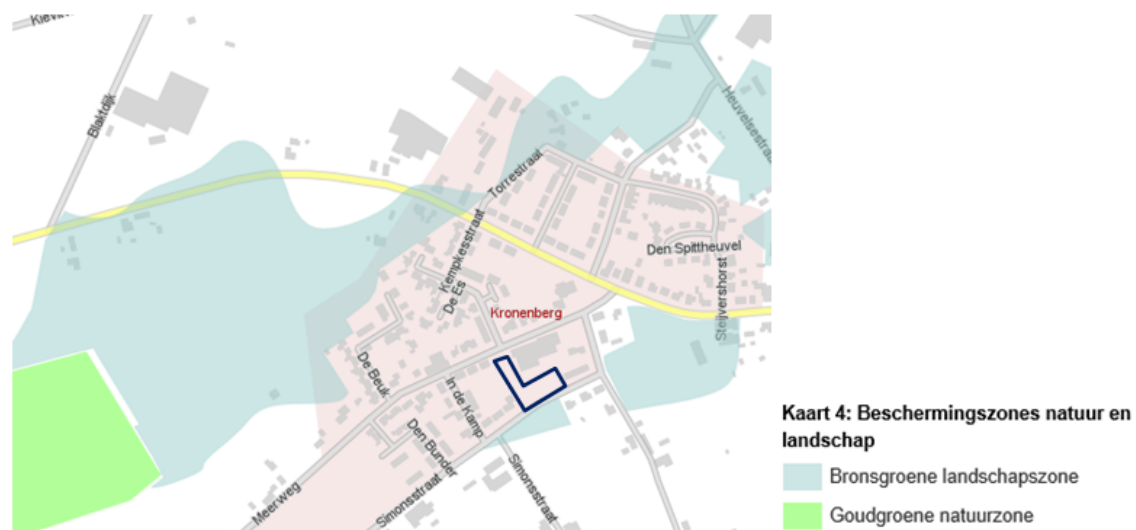 Blaktdijk
Heuvelsestraat
Torrestraat
Kempkesstraat
De Es
Den Spittheuvel
Steijvershorst
Kronenberg
De Beuk
In de Kamp
Den Bunder
Simonsstraat
Simonsstraat
Meerweg
Kaart 4: Beschermingszones natuur en
landschap
Bronsgroene landschapszone
Goudgroene natuurzone